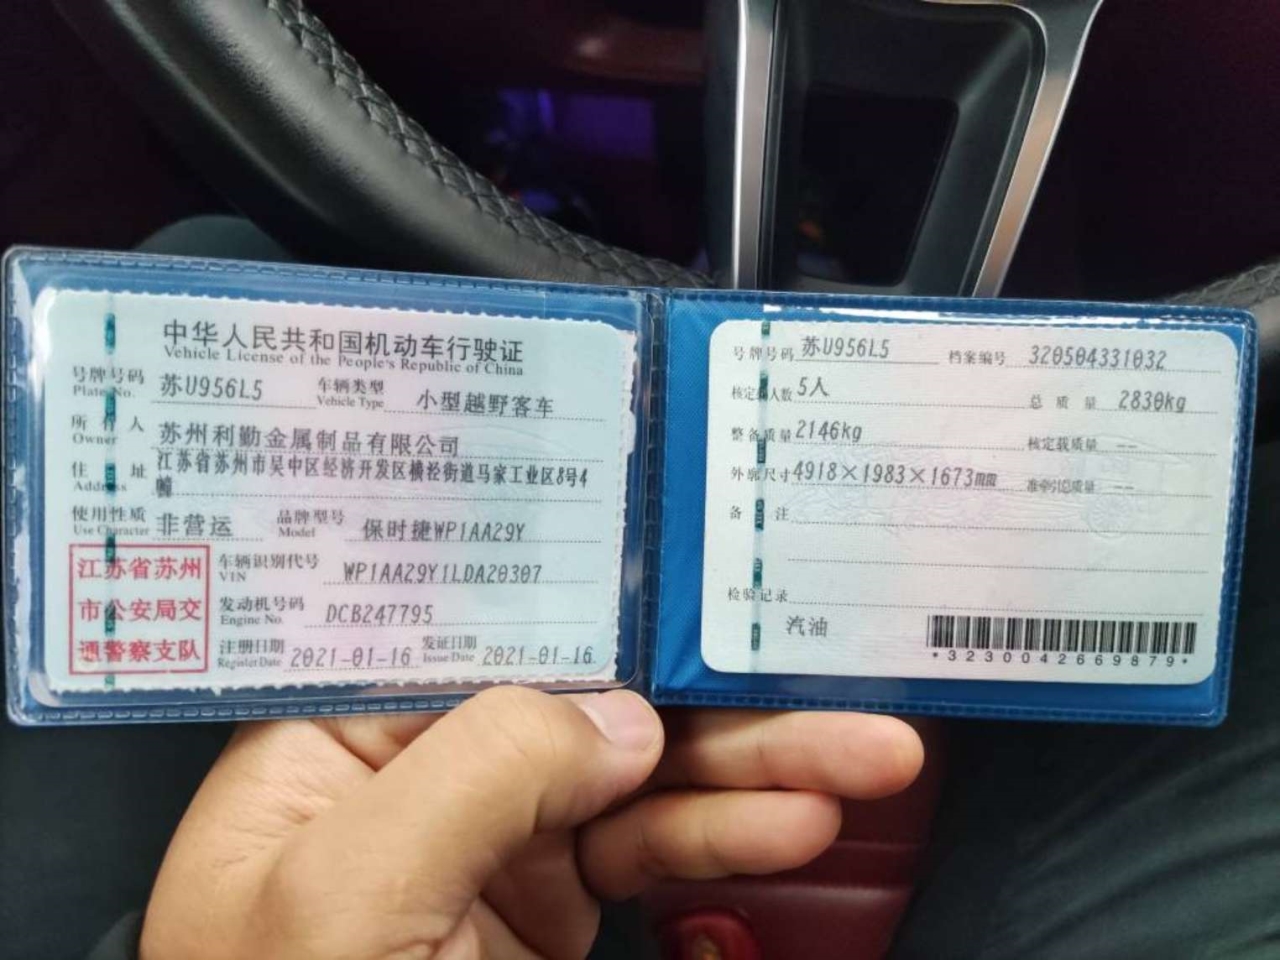 中华人民共和国机动车行驶证
Vehicle License of the People's Republic of China
号牌号码 苏U956L5 车辆类型 小型越野客车
Plate No. Vehicle Type
所有人 苏州利勤金属制品有限公司
Owner
住址 江苏省苏州市吴中区经济开发区横泾街道马家工业区8号4
Address 幢
使用性质 非营运 品牌型号 保时捷WP1AA29Y
Use Character Model
江苏省苏州
市公安局交
通警察支队
车辆识别代号 WP1AA29Y1LDA20307
VIN
发动机号码 DCB247795
Engine No.
注册日期 2021-01-16 发证日期 2021-01-16
Register Date Issue Date
号牌号码 苏U956L5 档案编号 320504331032
核定载人数 5人 总质量 2830kg
整备质量 2146kg 核定载质量 --
外廓尺寸 4918×1983×1673mm 准牵引总质量 --
备注
检验记录
汽油
*3230042669879*